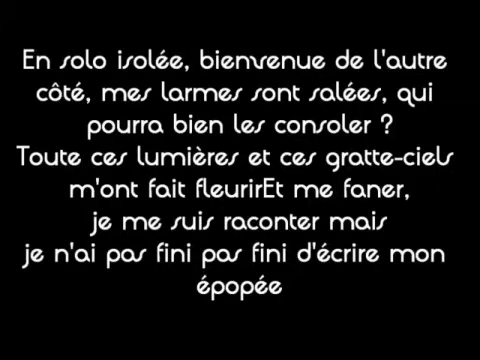 En solo isolée, bienvenue de l'autre
côté, mes larmes sont salées, qui
pourra bien les consoler ?
Toute ces lumières et ces gratte-ciels
m'ont fait fleurirEt me faner,
je me suis raconter mais
je n'ai pas fini pas fini d'écrire mon
épopée